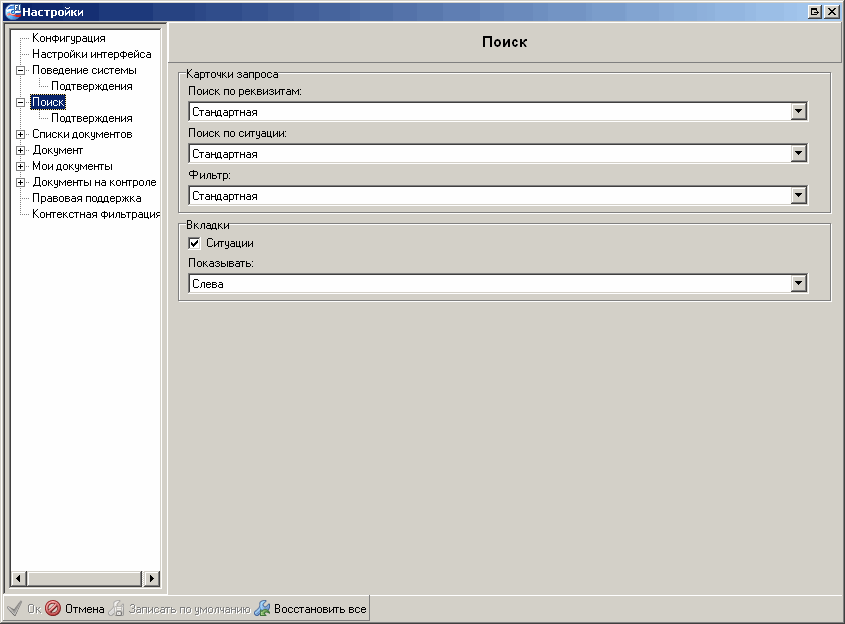 Настройки
Конфигурация
Настройки интерфейса
Поведение системы
Подтверждения
Поиск
Подтверждения
Списки документов
Документ
Мои документы
Документы на контроле
Правовая поддержка
Контекстная фильтрация
Поиск
Карточки запроса
Поиск по реквизитам:
Стандартная
Поиск по ситуации:
Стандартная
Фильтр:
Стандартная
Вкладки
Ситуации
Показывать:
Слева
Ок Отмена Записать по умолчанию Восстановить все